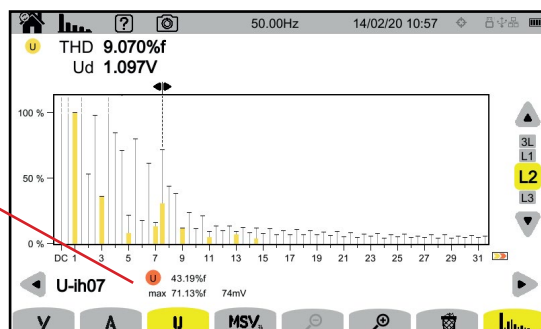 ? 50.00Hz 14/02/20 10:57
U THD 9.070%f
Ud 1.097V
100 %
50 %
0 %
DC 1 3 5 7 9 11 13 15 17 19 21 23 25 27 29 31
3L
L1
L2
L3
U-ih07 U 43.19%f
max 71.13%f 74mV
V A U MSV